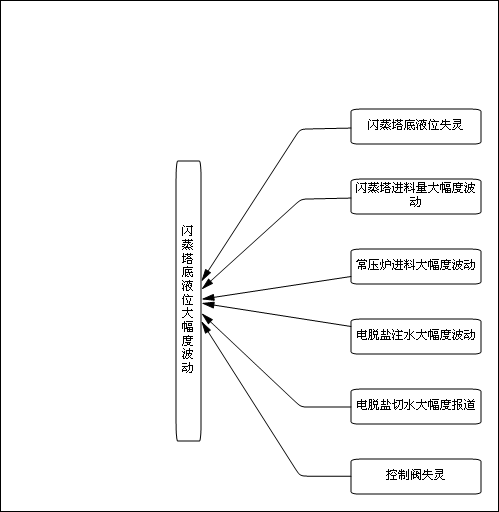 闪蒸塔底液位失灵
闪蒸塔进料量大幅度波
动
闪蒸塔底液位大幅度波动
常压炉进料大幅度波动
电脱盐注水大幅度波动
电脱盐切水大幅度报道
控制阀失灵